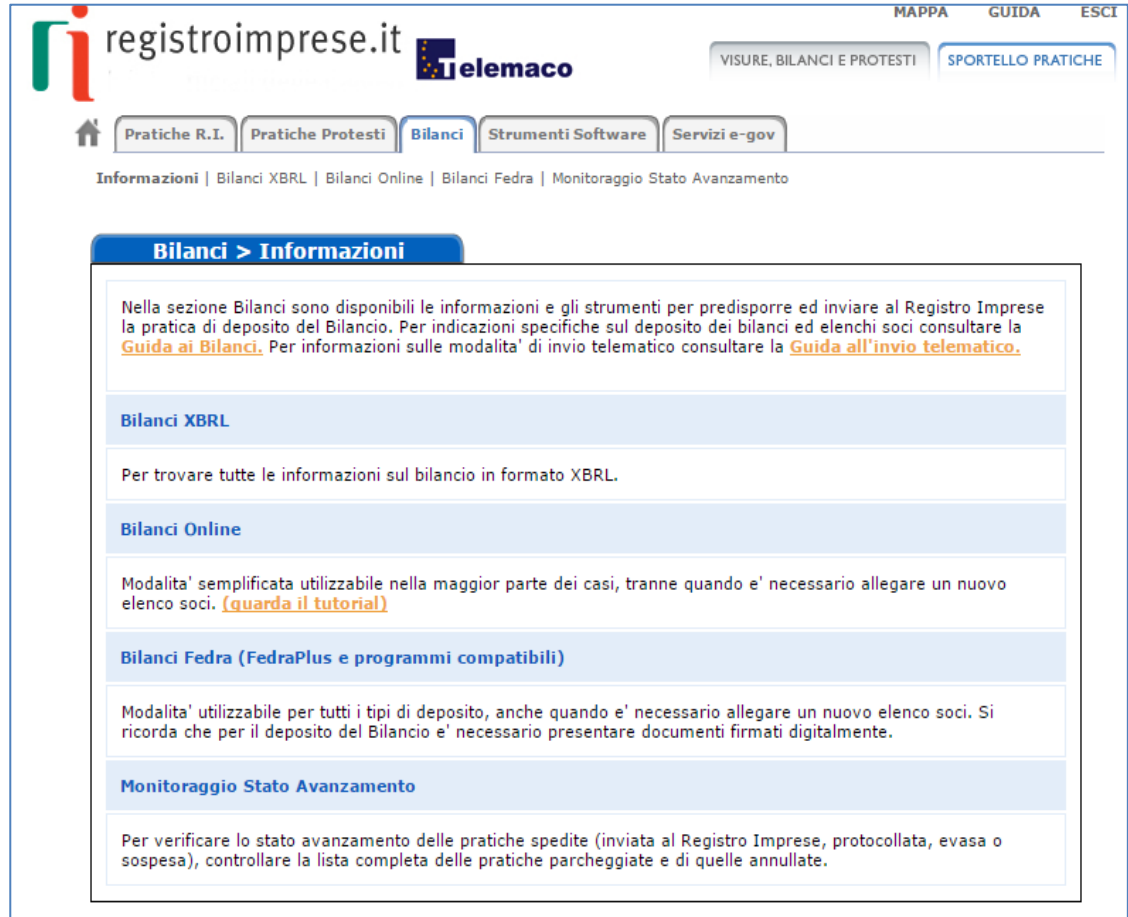 MAPPA GUIDA ESCI
registroimprese.it
Telemaco
VISURE, BILANCI E PROTESTI SPORTELLO PRATICHE
Pratiche R.I. Pratiche Protesti Bilanci Strumenti Software Servizi e-gov
Informazioni | Bilanci XBRL | Bilanci Online | Bilanci Fedra | Monitoraggio Stato Avanzamento
Bilanci > Informazioni
Nella sezione Bilanci sono disponibili le informazioni e gli strumenti per predisporre ed inviare al Registro Imprese
la pratica di deposito del Bilancio. Per indicazioni specifiche sul deposito dei bilanci ed elenchi soci consultare la
Guida ai Bilanci. Per informazioni sulle modalita' di invio telematico consultare la Guida all'invio telematico.
Bilanci XBRL
Per trovare tutte le informazioni sul bilancio in formato XBRL.
Bilanci Online
Modalita' semplificata utilizzabile nella maggior parte dei casi, tranne quando e' necessario allegare un nuovo
elenco soci. (guarda il tutorial)
Bilanci Fedra (FedraPlus e programmi compatibili)
Modalita' utilizzabile per tutti i tipi di deposito, anche quando e' necessario allegare un nuovo elenco soci. Si
ricorda che per il deposito del Bilancio e' necessario presentare documenti firmati digitalmente.
Monitoraggio Stato Avanzamento
Per verificare lo stato avanzamento delle pratiche spedite (inviata al Registro Imprese, protocollata, evasa o
sospesa), controllare la lista completa delle pratiche parcheggiate e di quelle annullate.